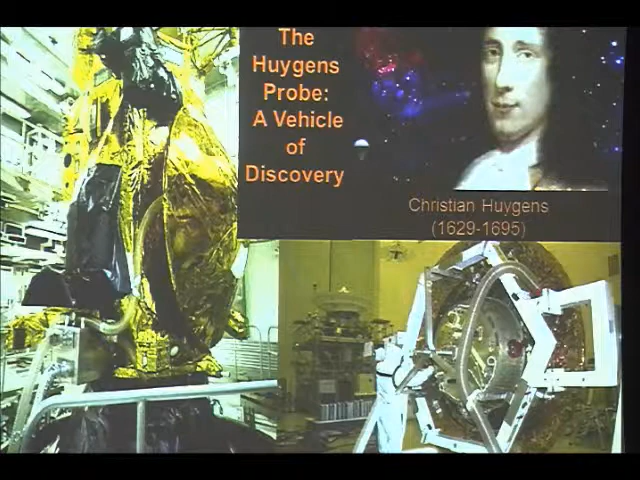 The
Huygens
Probe:
A Vehicle
of
Discovery
Christian Huygens
(1629-1695)